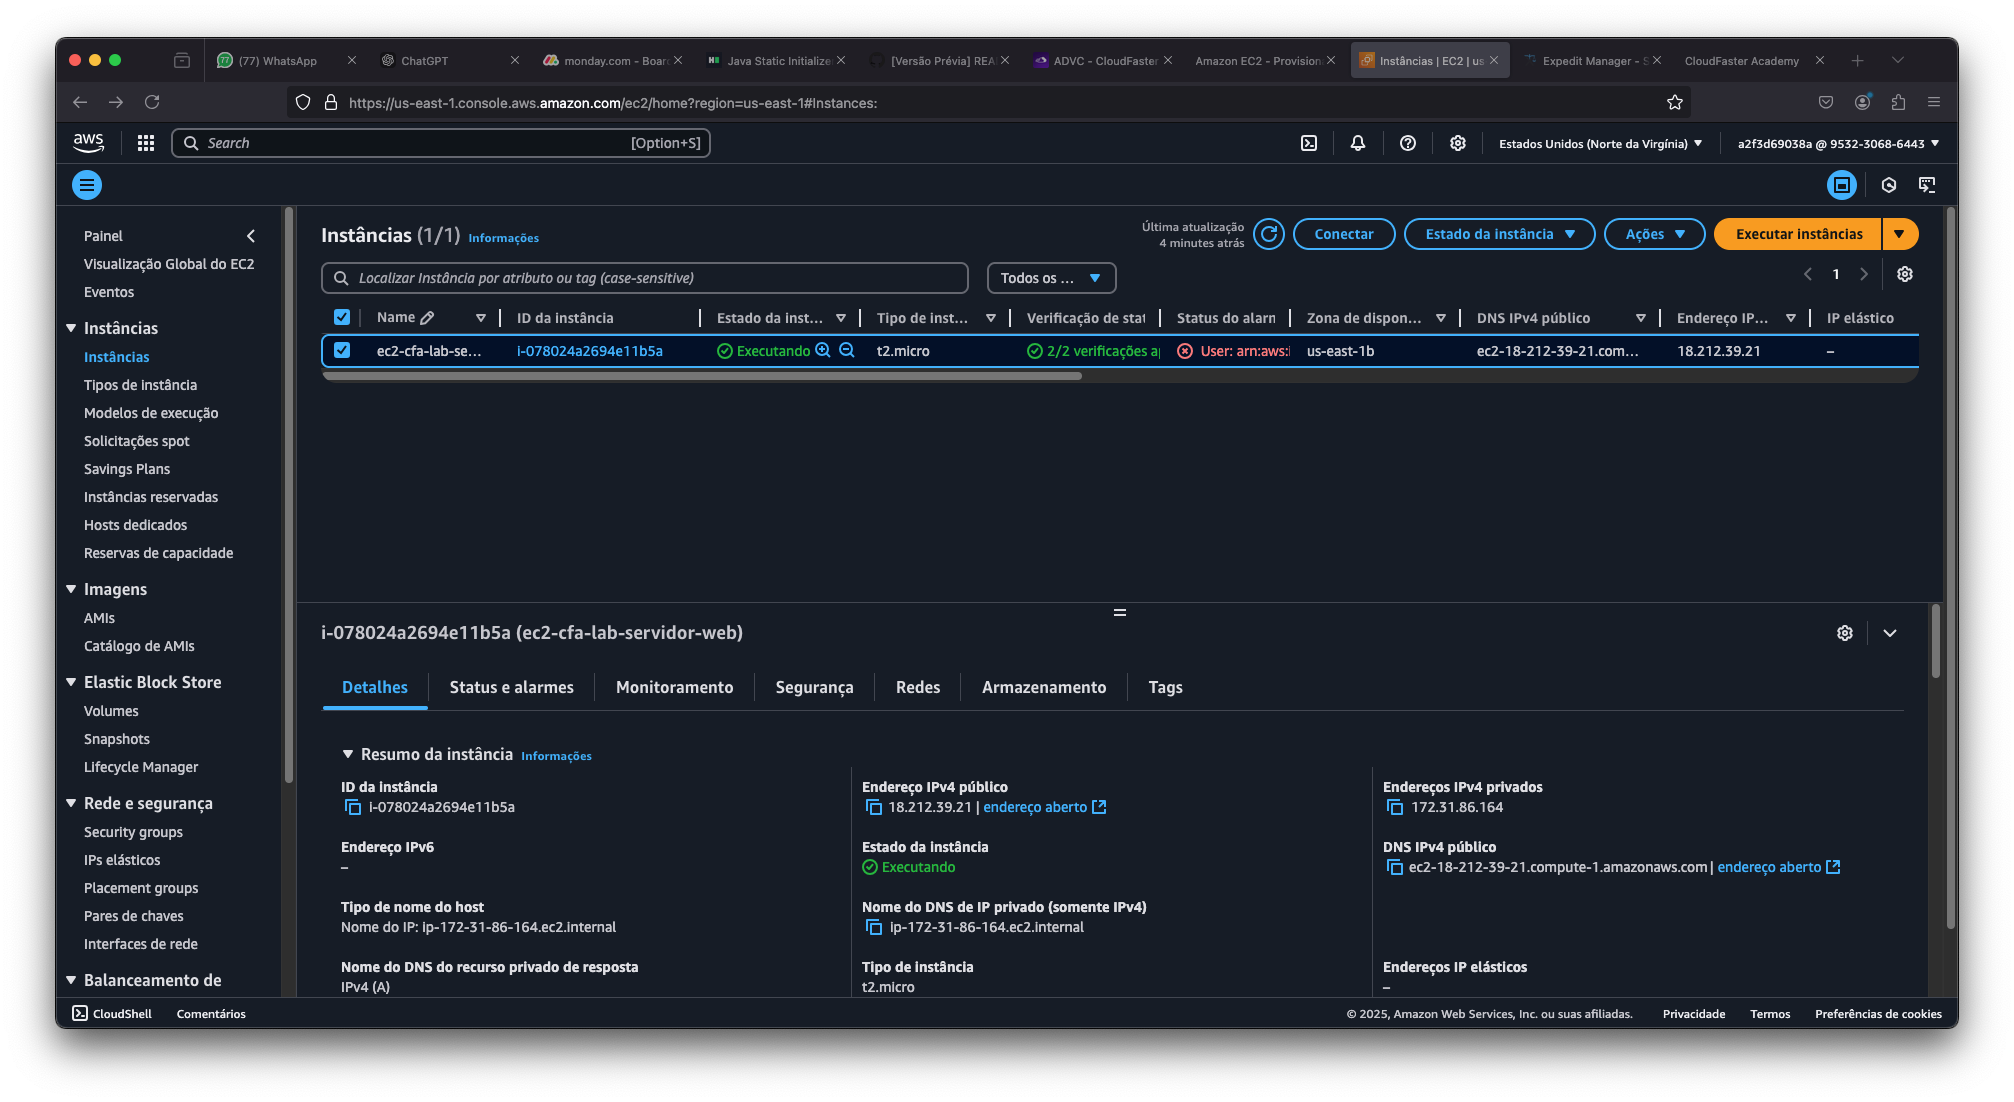 (77) WhatsApp
ChatGPT
monday.com - Boar
Java Static Initialize
[Versão Prévia] REA
ADVC - CloudFaster
Amazon EC2 - Provision
Instâncias | EC2 | us
Expedit Manager - S
CloudFaster Academy
https://us-east-1.console.aws.amazon.com/ec2/home?region=us-east-1#Instances:
aws
Search
[Option+S]
Estados Unidos (Norte da Virgínia)
a2f3d69038a @ 9532-3068-6443
Painel
Visualização Global do EC2
Eventos
Instâncias
Instâncias
Tipos de instância
Modelos de execução
Solicitações spot
Savings Plans
Instâncias reservadas
Hosts dedicados
Reservas de capacidade
Imagens
AMIs
Catálogo de AMIs
Elastic Block Store
Volumes
Snapshots
Lifecycle Manager
Rede e segurança
Security groups
IPs elásticos
Placement groups
Pares de chaves
Interfaces de rede
Balanceamento de
Instâncias (1/1) Informações
Última atualização
4 minutes atrás
Conectar
Estado da instância
Ações
Executar instâncias
Localizar Instância por atributo ou tag (case-sensitive)
Todos os ...
1
Name
ID da instância
Estado da inst...
Tipo de inst...
Verificação de stat
Status do alarm
Zona de dispon...
DNS IPv4 público
Endereço IP...
IP elástico
ec2-cfa-lab-se...
i-078024a2694e11b5a
Executando
t2.micro
2/2 verificações a
User: arn:aws:i
us-east-1b
ec2-18-212-39-21.com...
18.212.39.21
–
i-078024a2694e11b5a (ec2-cfa-lab-servidor-web)
Detalhes
Status e alarmes
Monitoramento
Segurança
Redes
Armazenamento
Tags
Resumo da instância Informações
ID da instância
i-078024a2694e11b5a
Endereço IPv4 público
18.212.39.21 | endereço aberto
Endereços IPv4 privados
172.31.86.164
Endereço IPv6
–
Estado da instância
Executando
DNS IPv4 público
ec2-18-212-39-21.compute-1.amazonaws.com | endereço aberto
Tipo de nome do host
Nome do IP: ip-172-31-86-164.ec2.internal
Nome do DNS de IP privado (somente IPv4)
ip-172-31-86-164.ec2.internal
Nome do DNS do recurso privado de resposta
IPv4 (A)
Tipo de instância
t2.micro
Endereços IP elásticos
–
CloudShell
Comentários
© 2025, Amazon Web Services, Inc. ou suas afiliadas.
Privacidade
Termos
Preferências de cookies